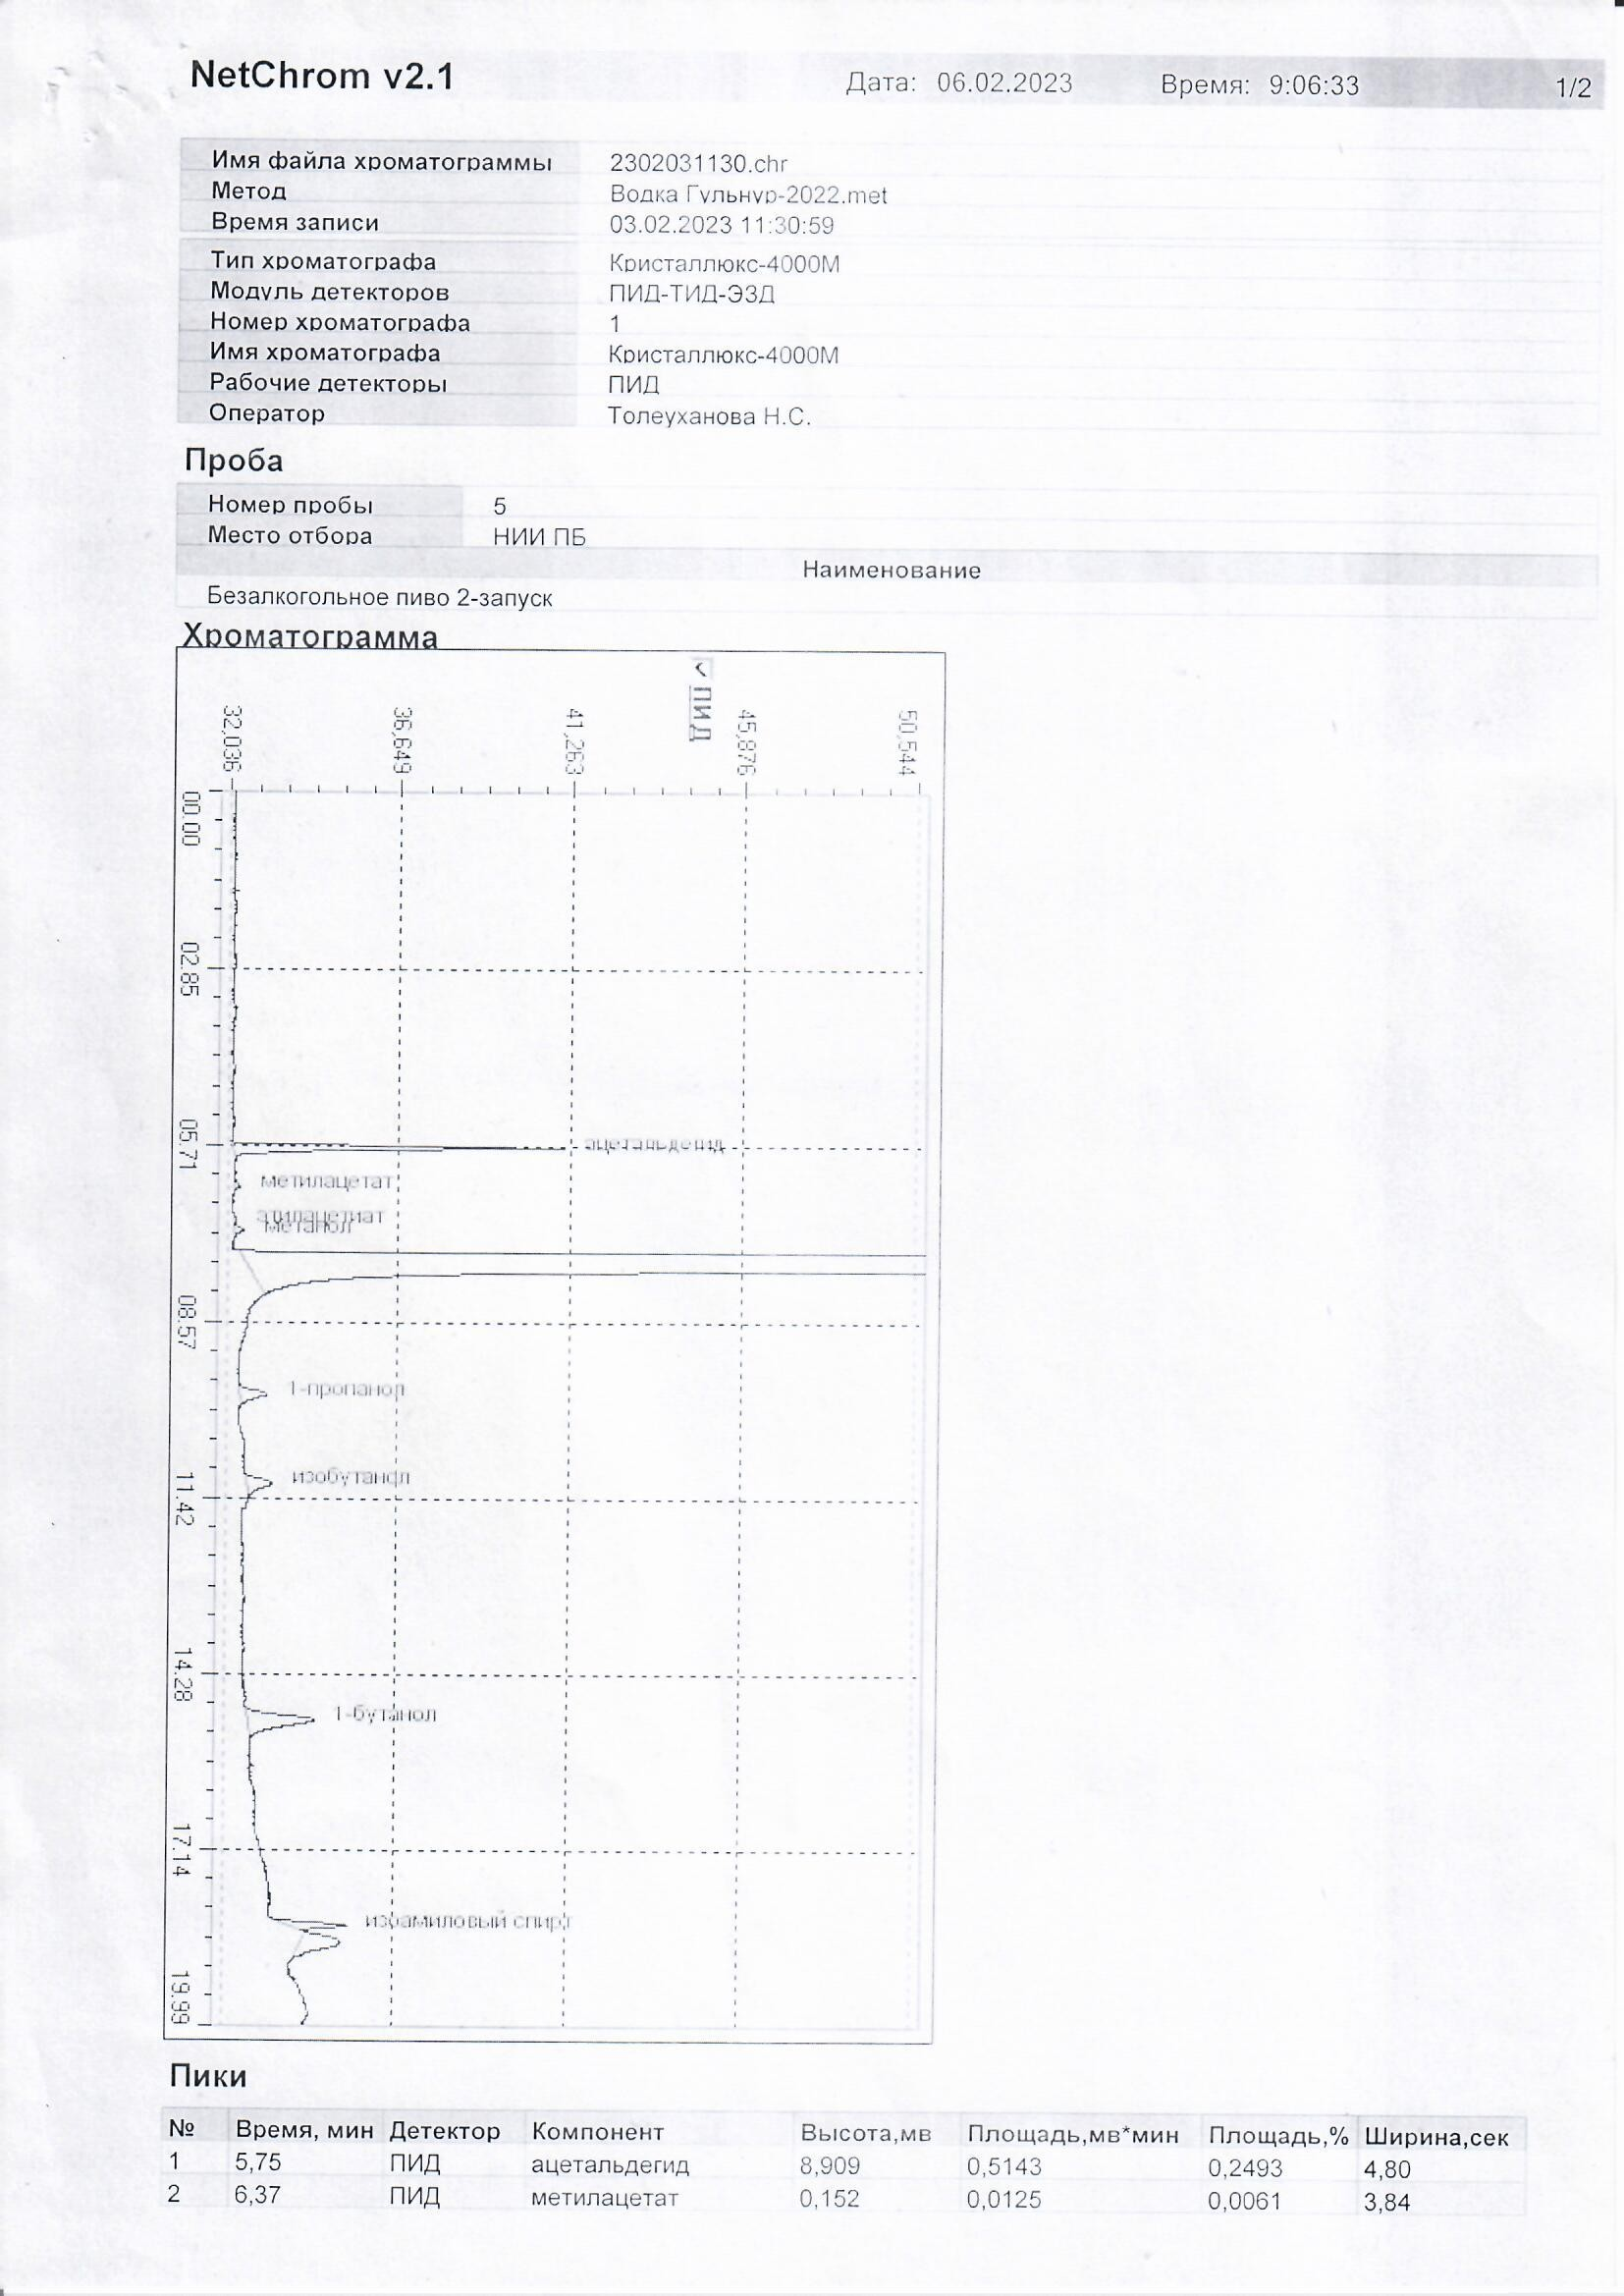 NetChrom v2.1 Дата: 06.02.2023 Время: 9:06:33 1/2
Имя файла хроматограммы 2302031130.chr
Метод Водка Гульнур-2022.met
Время записи 03.02.2023 11:30:59
Тип хроматографа Кристаллюкс-4000М
Модуль детекторов ПИД-ТИД-ЭЗД
Номер хроматографа 1
Имя хроматографа Кристаллюкс-4000М
Рабочие детекторы ПИД
Оператор Толеуханова Н.С.
Проба
Номер пробы 5
Место отбора НИИ ПБ
Наименование
Безалкогольное пиво 2-запуск
Хроматограмма
ПИД
32,036 36,649 41,263 45,876 50,544
00.00
02.85
05.71
ацетальдегид
метилацетат
метанол
08.57
1-пропанол
изобутанол
11.42
14.28
1-бутанол
17.14
изоамиловый спирт
19.99
Пики
№ Время, мин Детектор Компонент Высота,мв Площадь,мв*мин Площадь,% Ширина,сек
1 5,75 ПИД ацетальдегид 8,909 0,5143 0,2493 4,80
2 6,37 ПИД метилацетат 0,152 0,0125 0,0061 3,84